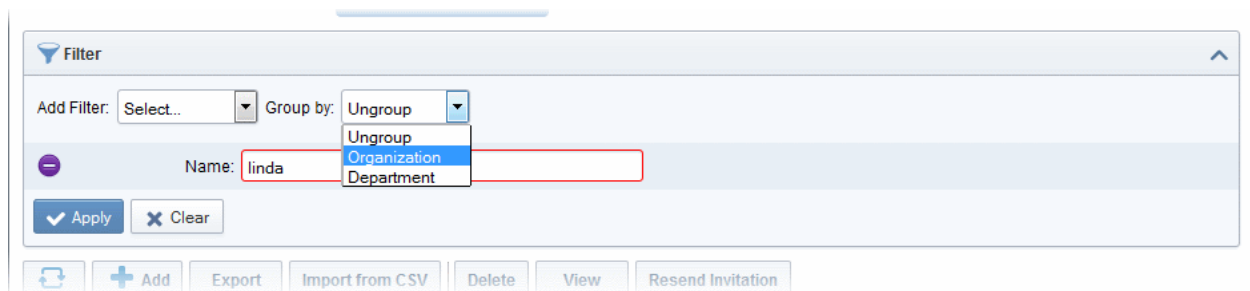 Filter
Add Filter: Select... Group by: Ungroup
Ungroup
Organization
Department
Name: linda
Apply Clear
Add Export Import from CSV Delete View Resend Invitation